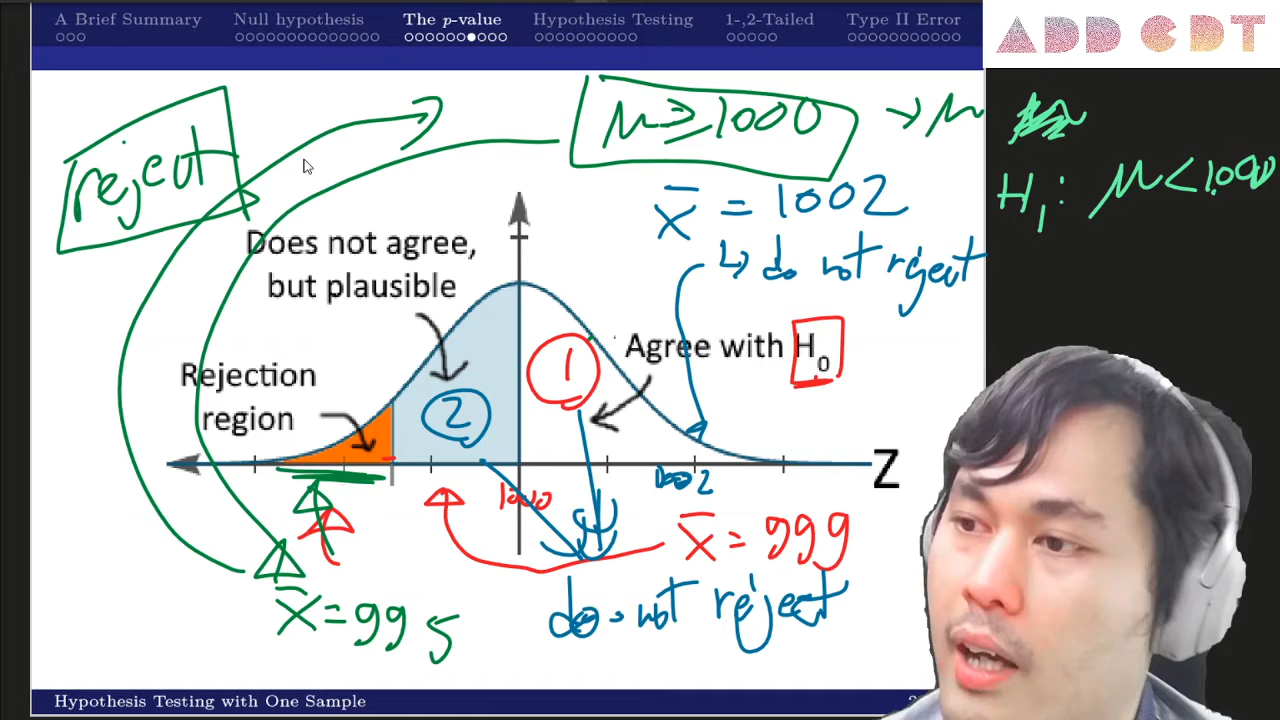 A Brief Summary
Null hypothesis
The p-value
Hypothesis Testing
1-,2-Tailed
Type II Error
ADD CDT
reject
μ ≥ 1000 → μ
H₁: μ < 1000
X̄ = 1002
↳ do not reject
Does not agree,
but plausible
Agree with H₀
1
Rejection
region
2
Z
1000
1002
X̄ = 999
X̄ = 995
do not reject
Hypothesis Testing with One Sample